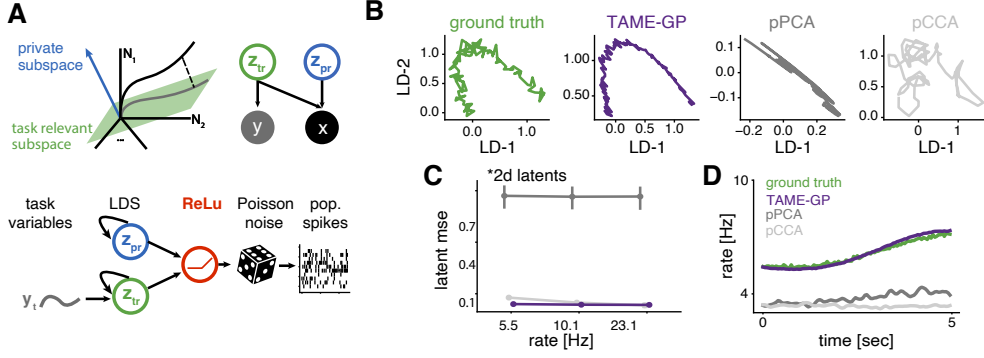 A
private
subspace
N1
N2
...
task relevant
subspace
ztr
zpr
y
x
task
variables
LDS
ReLu
Poisson
noise
pop.
spikes
zpr
ztr
yt
B
ground truth
TAME-GP
pPCA
pCCA
LD-2
1.0
0.5
0.0
0.0
1.0
LD-1
1.00
0.50
0.0
0.5
1.0
LD-1
0.1
0.0
−0.1
−0.2
0.0
0.2
LD-1
1.0
0.5
0.0
0
1
LD-1
C
*2d latents
latent mse
0.7
0.4
0.1
5.5
10.1
23.1
rate [Hz]
D
ground truth
TAME-GP
pPCA
pCCA
rate [Hz]
10
4
0
5
time [sec]